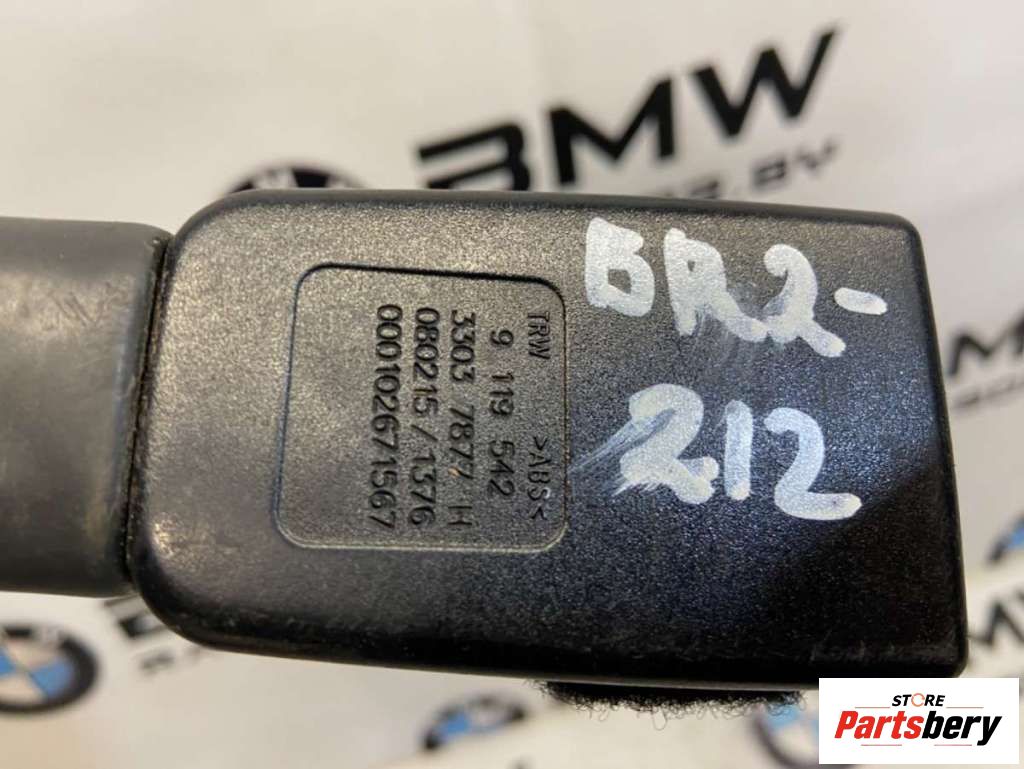 BMW
TRW >ABS<
9 119 542
3303 7877 H
080215/1376
000102671567
BR2-
212
STORE
Partsbery